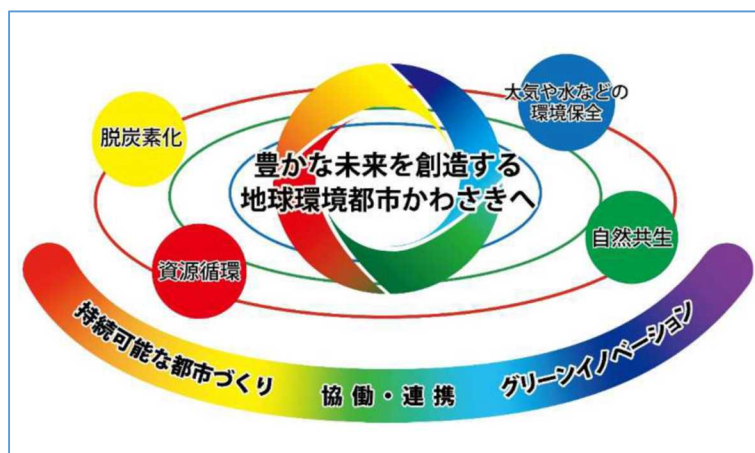 大気や水などの
環境保全
脱炭素化
豊かな未来を創造する
地球環境都市かわさきへ
自然共生
資源循環
持続可能な都市づくり
協働・連携
グリーンイノベーション